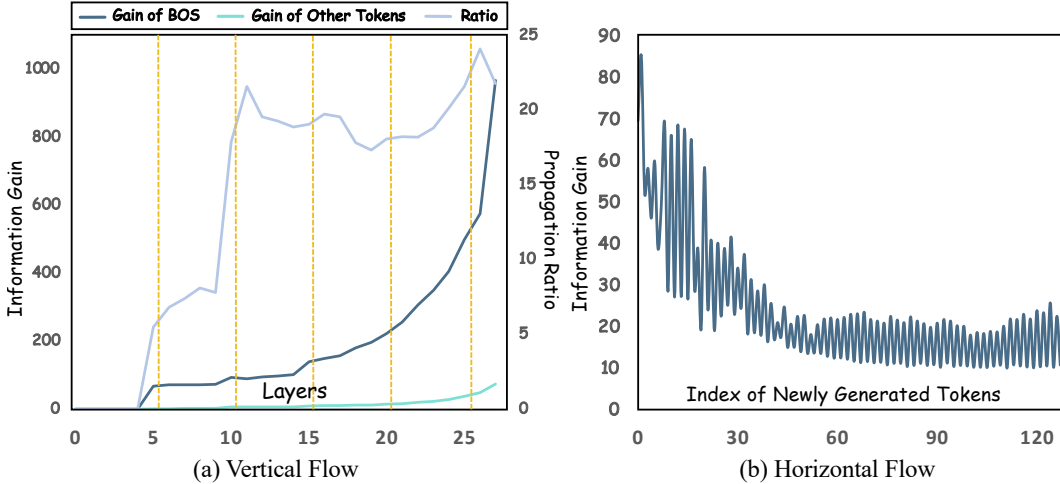 Gain of BOS Gain of Other Tokens Ratio
1000
800
600
400
200
0
Information Gain
25
20
15
10
5
0
Propagation Ratio
Layers
0 5 10 15 20 25
(a) Vertical Flow
90
80
70
60
50
40
30
20
10
0
Information Gain
Index of Newly Generated Tokens
0 30 60 90 120
(b) Horizontal Flow